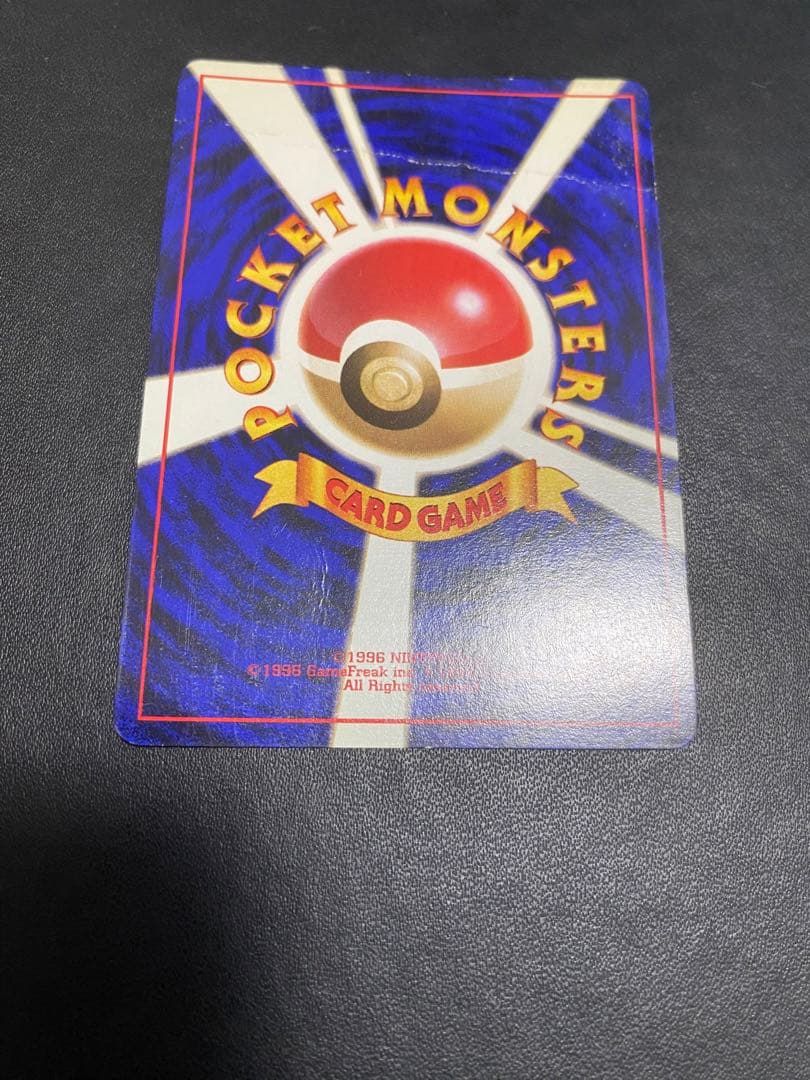 POCKET MONSTERS
CARD GAME
©1996
©1995 GameFreak inc.
All Rights